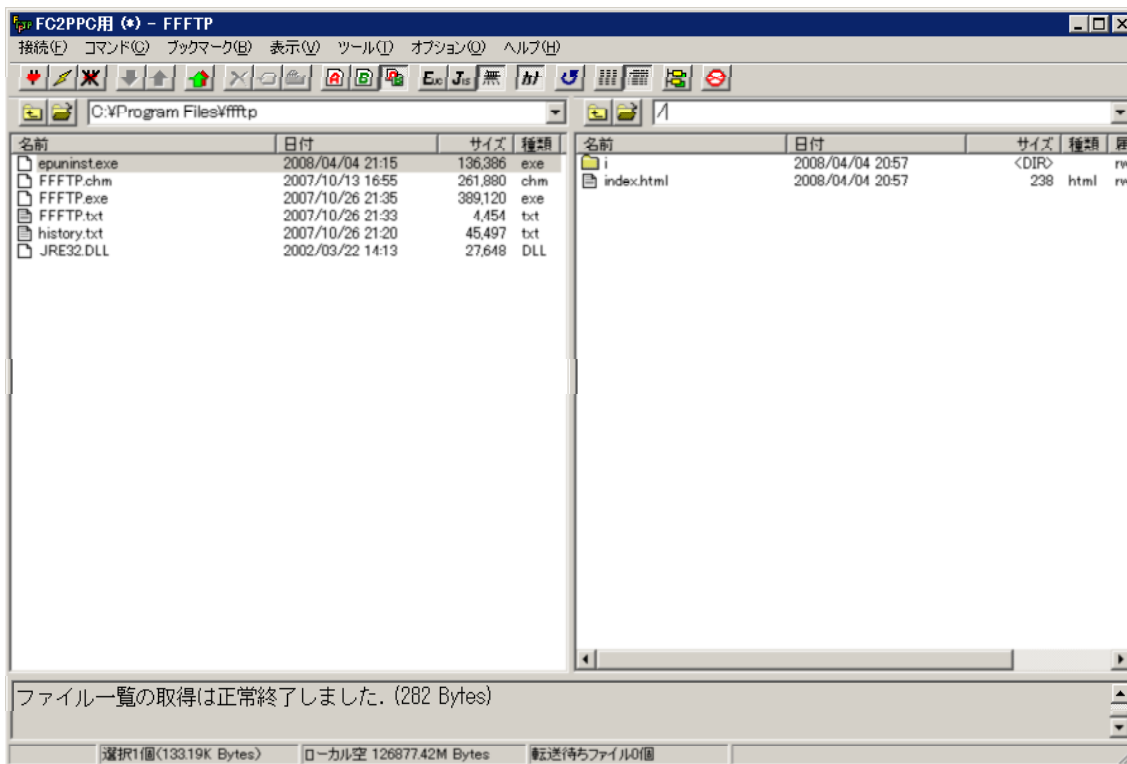 FC2PPC用 (*) - FFFTP
接続(F) コマンド(C) ブックマーク(B) 表示(V) ツール(T) オプション(O) ヘルプ(H)
C:¥Program Files¥ffftp
/
名前 日付 サイズ 種類
epuninst.exe 2008/04/04 21:15 136,386 exe
FFFTP.chm 2007/10/13 16:55 261,880 chm
FFFTP.exe 2007/10/26 21:35 389,120 exe
FFFTP.txt 2007/10/26 21:33 4,454 txt
history.txt 2007/10/26 21:20 45,497 txt
JRE32.DLL 2002/03/22 14:13 27,648 DLL
名前 日付 サイズ 種類
i 2008/04/04 20:57 <DIR>
index.html 2008/04/04 20:57 238 html
ファイル一覧の取得は正常終了しました. (282 Bytes)
選択1個(133.19K Bytes) ローカル空 126877.42M Bytes 転送待ちファイル0個